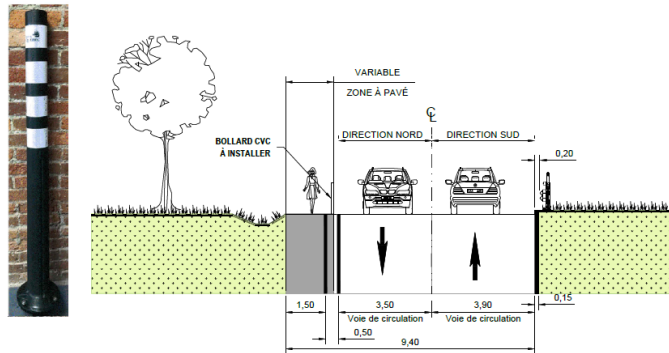 VARIABLE
ZONE À PAVÉ
BOLLARD CVC
À INSTALLER
DIRECTION NORD
DIRECTION SUD
0,20
1,50
3,50
3,90
0,15
Voie de circulation
Voie de circulation
0,50
9,40